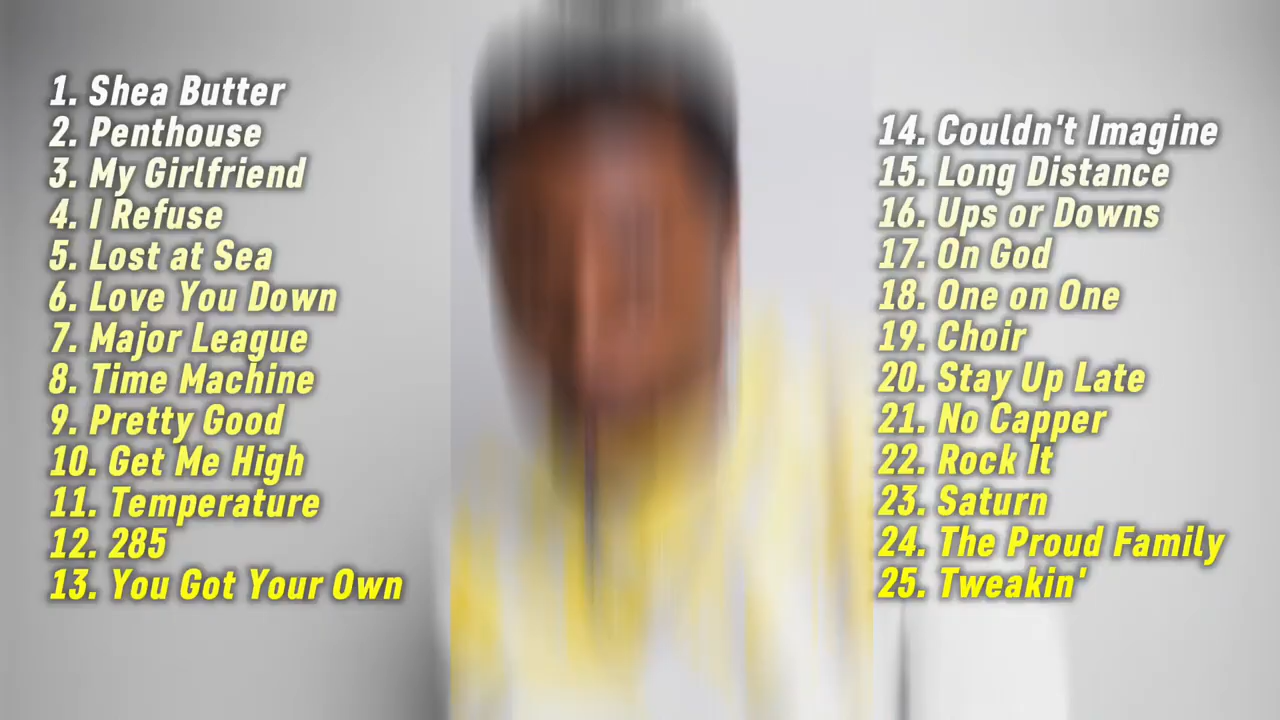 1. Shea Butter
2. Penthouse
3. My Girlfriend
4. I Refuse
5. Lost at Sea
6. Love You Down
7. Major League
8. Time Machine
9. Pretty Good
10. Get Me High
11. Temperature
12. 285
13. You Got Your Own
14. Couldn't Imagine
15. Long Distance
16. Ups or Downs
17. On God
18. One on One
19. Choir
20. Stay Up Late
21. No Capper
22. Rock It
23. Saturn
24. The Proud Family
25. Tweakin'